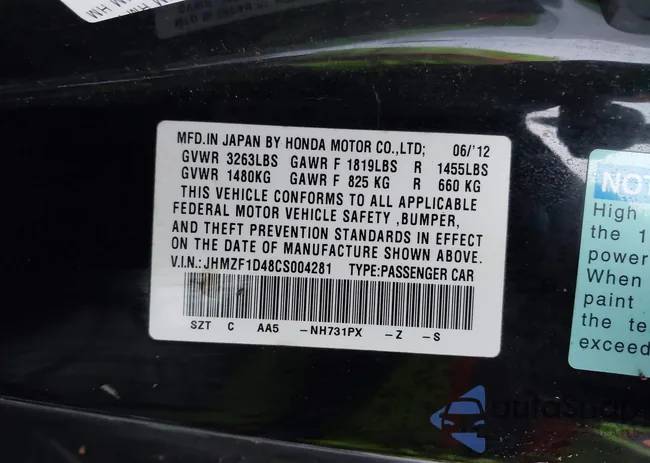 MFD.IN JAPAN BY HONDA MOTOR CO.,LTD; 06/'12
GVWR 3263LBS GAWR F 1819LBS R 1455LBS
GVWR 1480KG GAWR F 825 KG R 660 KG
THIS VEHICLE CONFORMS TO ALL APPLICABLE
FEDERAL MOTOR VEHICLE SAFETY ,BUMPER,
AND THEFT PREVENTION STANDARDS IN EFFECT
ON THE DATE OF MANUFACTURE SHOWN ABOVE.
V.I.N.: JHMZF1D48CS004281 TYPE:PASSENGER CAR
SZT C AA5 -NH731PX -Z -S
NOT
High
the 1
power
When
paint
the te
exceed